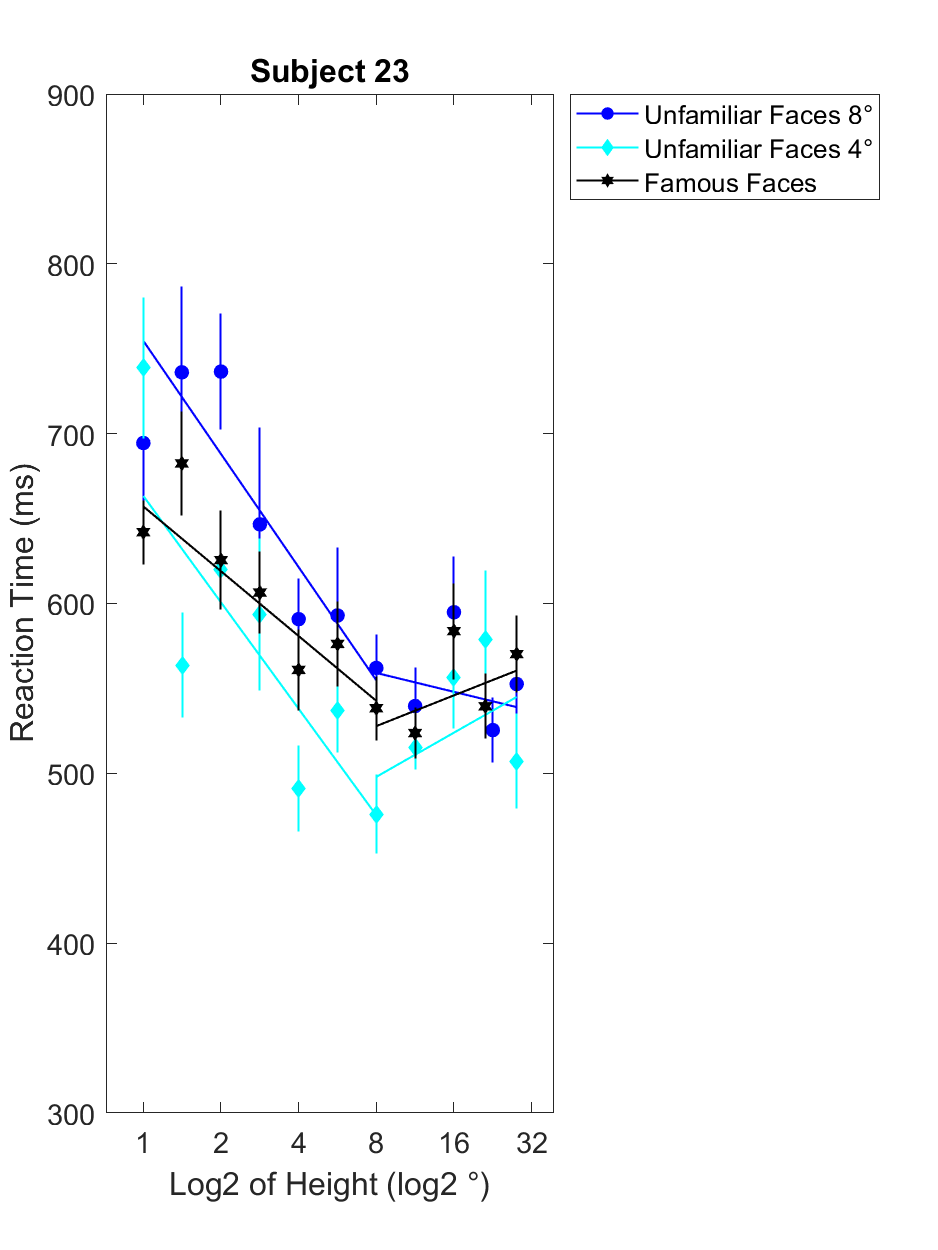 Subject 23
900
800
700
600
500
400
300
Reaction Time (ms)
1 2 4 8 16 32
Log2 of Height (log2 °)
Unfamiliar Faces 8°
Unfamiliar Faces 4°
Famous Faces